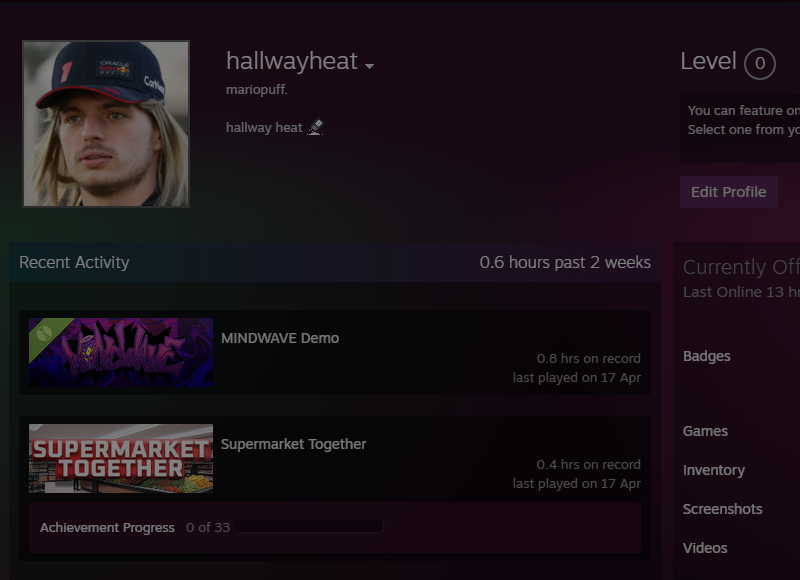 hallwayheat
mariopuff.
hallway heat
Level 0
You can feature on
Select one from yo
Edit Profile
ORACLE
1
Recent Activity
0.6 hours past 2 weeks
Currently Off
Last Online 13 h
MINDWAVE
MINDWAVE Demo
0.8 hrs on record
last played on 17 Apr
Badges
SUPERMARKET
TOGETHER
Supermarket Together
0.4 hrs on record
last played on 17 Apr
Games
Inventory
Screenshots
Videos
Achievement Progress 0 of 33